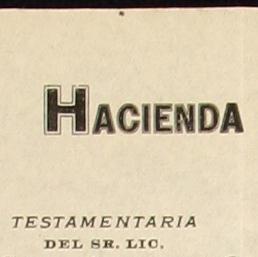 HACIENDA
TESTAMENTARIA
DEL SR. LIC.